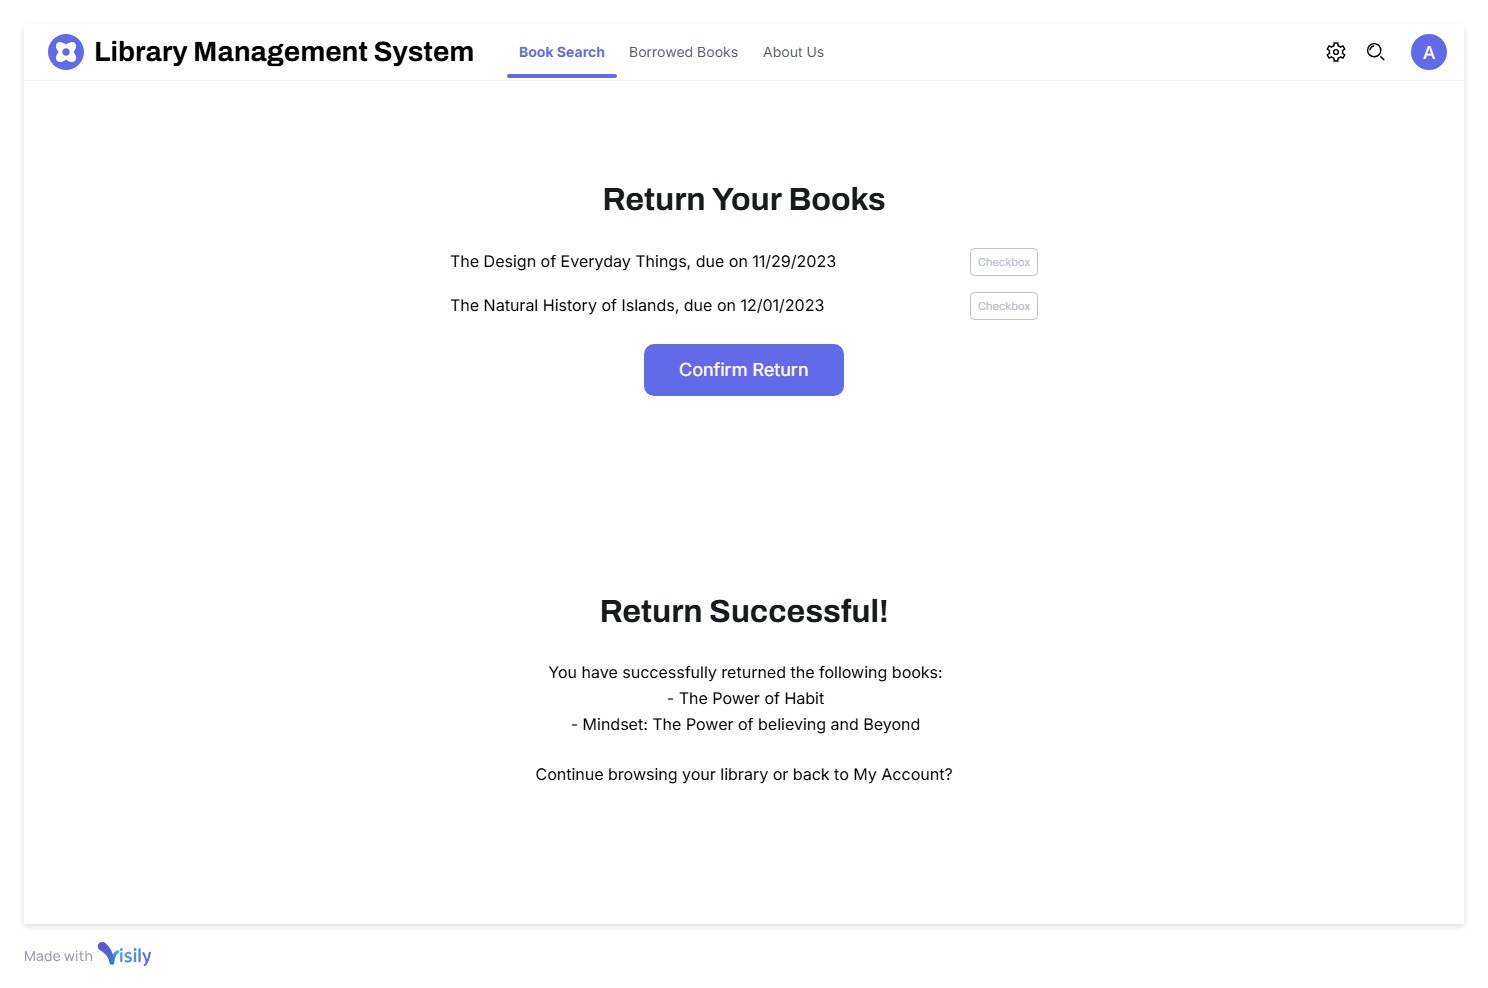 Library Management System
Book Search
Borrowed Books
About Us
A
Return Your Books
The Design of Everyday Things, due on 11/29/2023
Checkbox
The Natural History of Islands, due on 12/01/2023
Checkbox
Confirm Return
Return Successful!
You have successfully returned the following books:
- The Power of Habit
- Mindset: The Power of believing and Beyond
Continue browsing your library or back to My Account?
Made with Visily